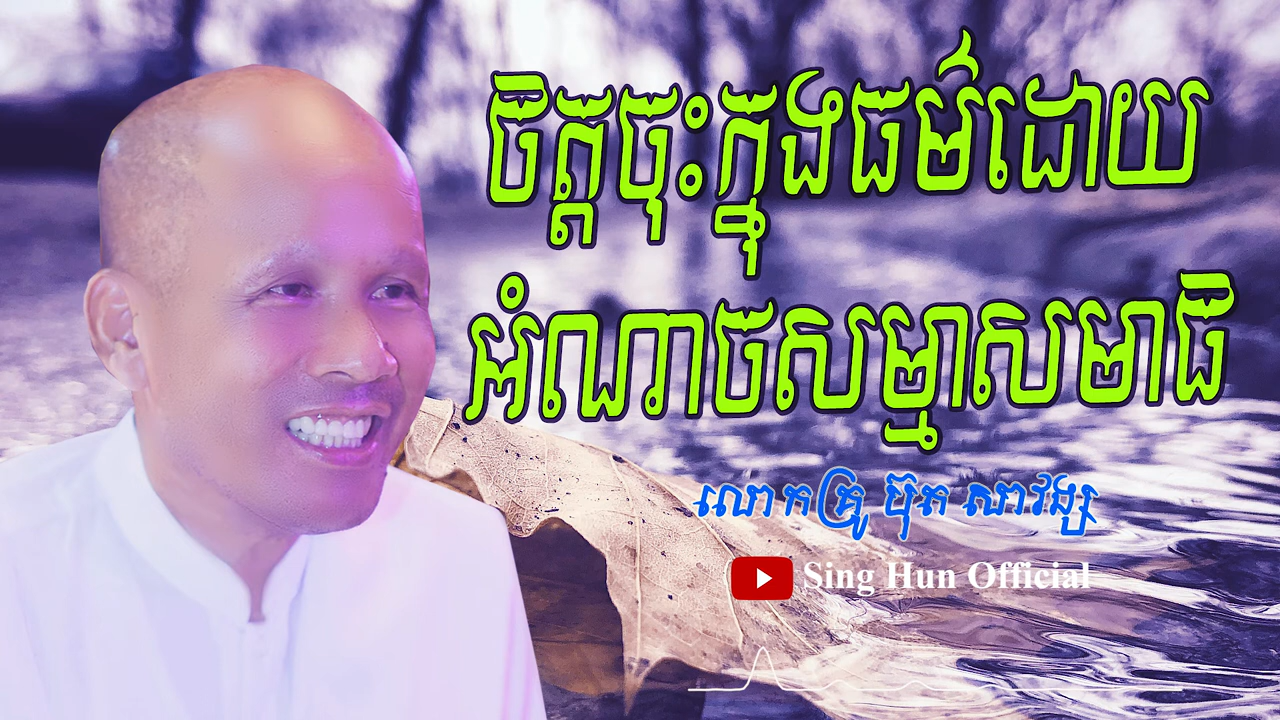 ចិត្តចុះក្នុងធម៌ដោយ
អំណាចសម្មាសមាធិ
លោកគ្រូ ប៊ុត សាវង្ស
Sing Hun Official